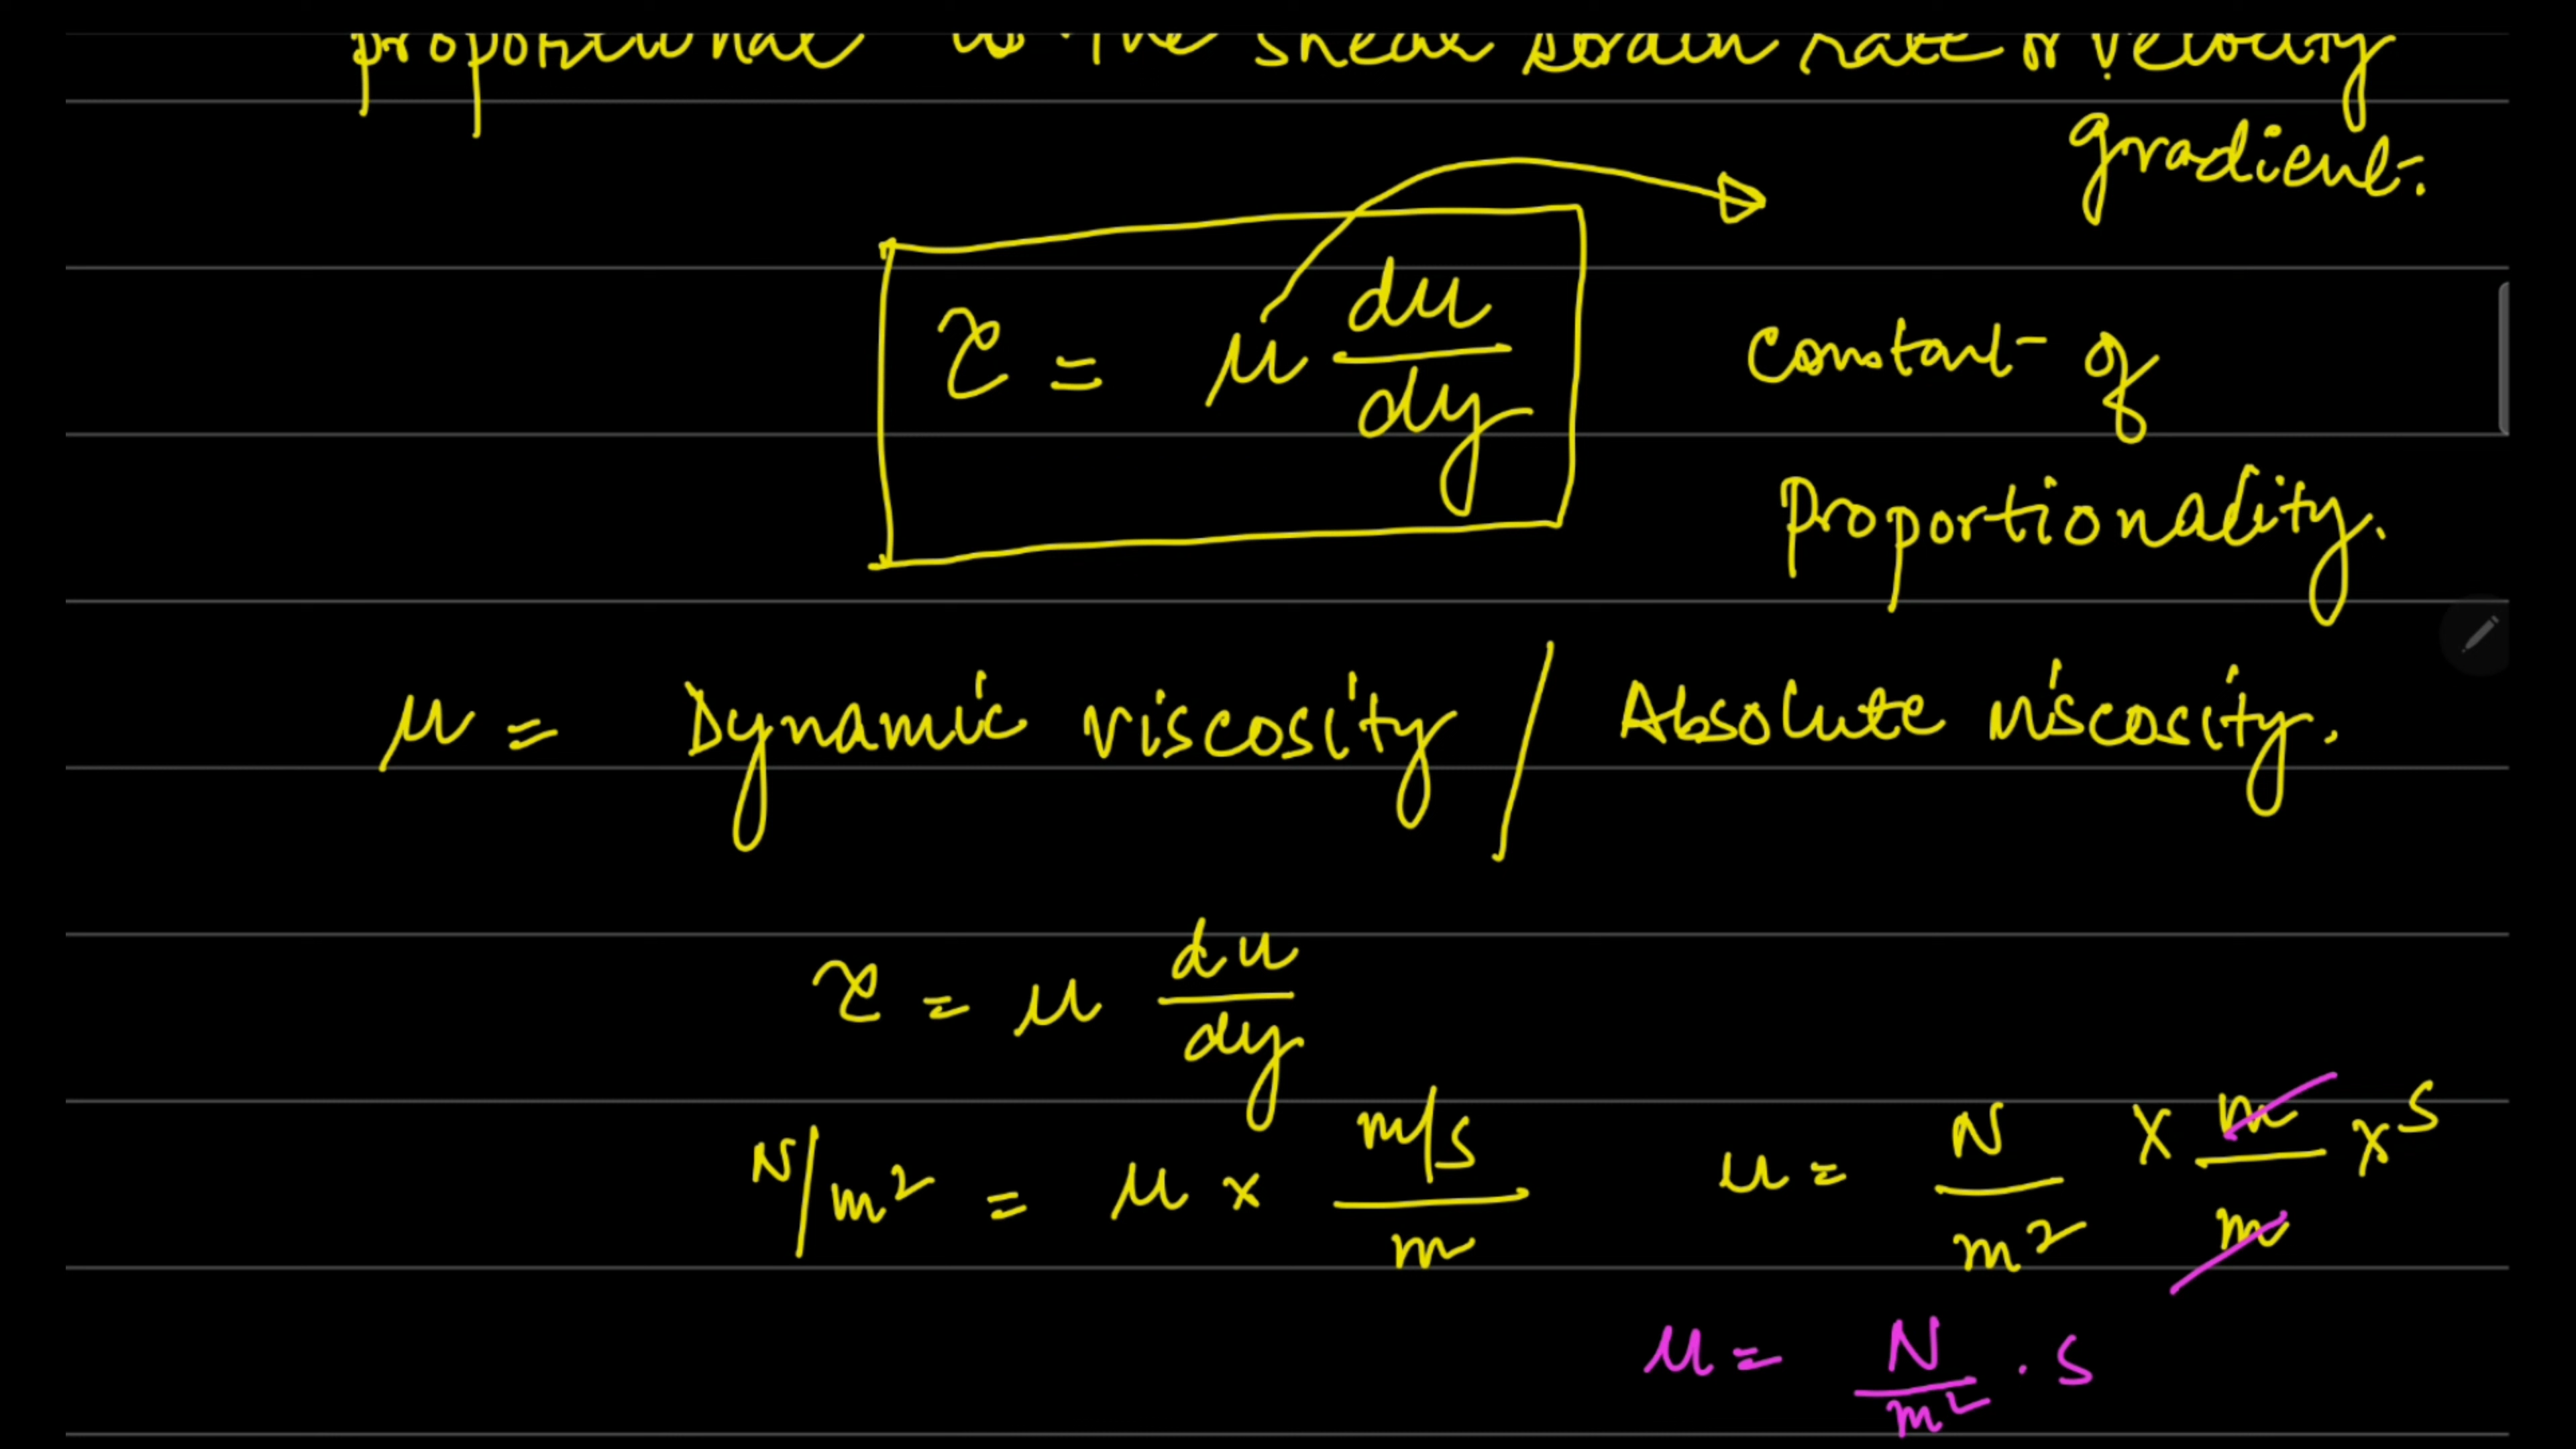 proportional to the shear strain rate or velocity
gradient.
τ = μ du/dy
constant of
proportionality.
μ = Dynamic viscosity / Absolute viscosity.
τ = μ du/dy
N/m² = μ × (m/s)/m
μ = N/m² × m/m × s
μ = N/m² · s